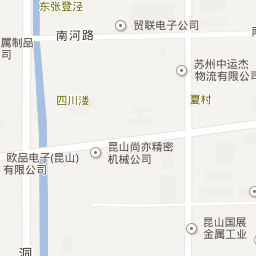 东张登泾
贸联电子公司
南河路
属制品
司
苏州中运杰
物流有限公司
四川溇
夏村
昆山尚亦精密
机械公司
欧品电子(昆山)
有限公司
昆山国展
金属工业
洞